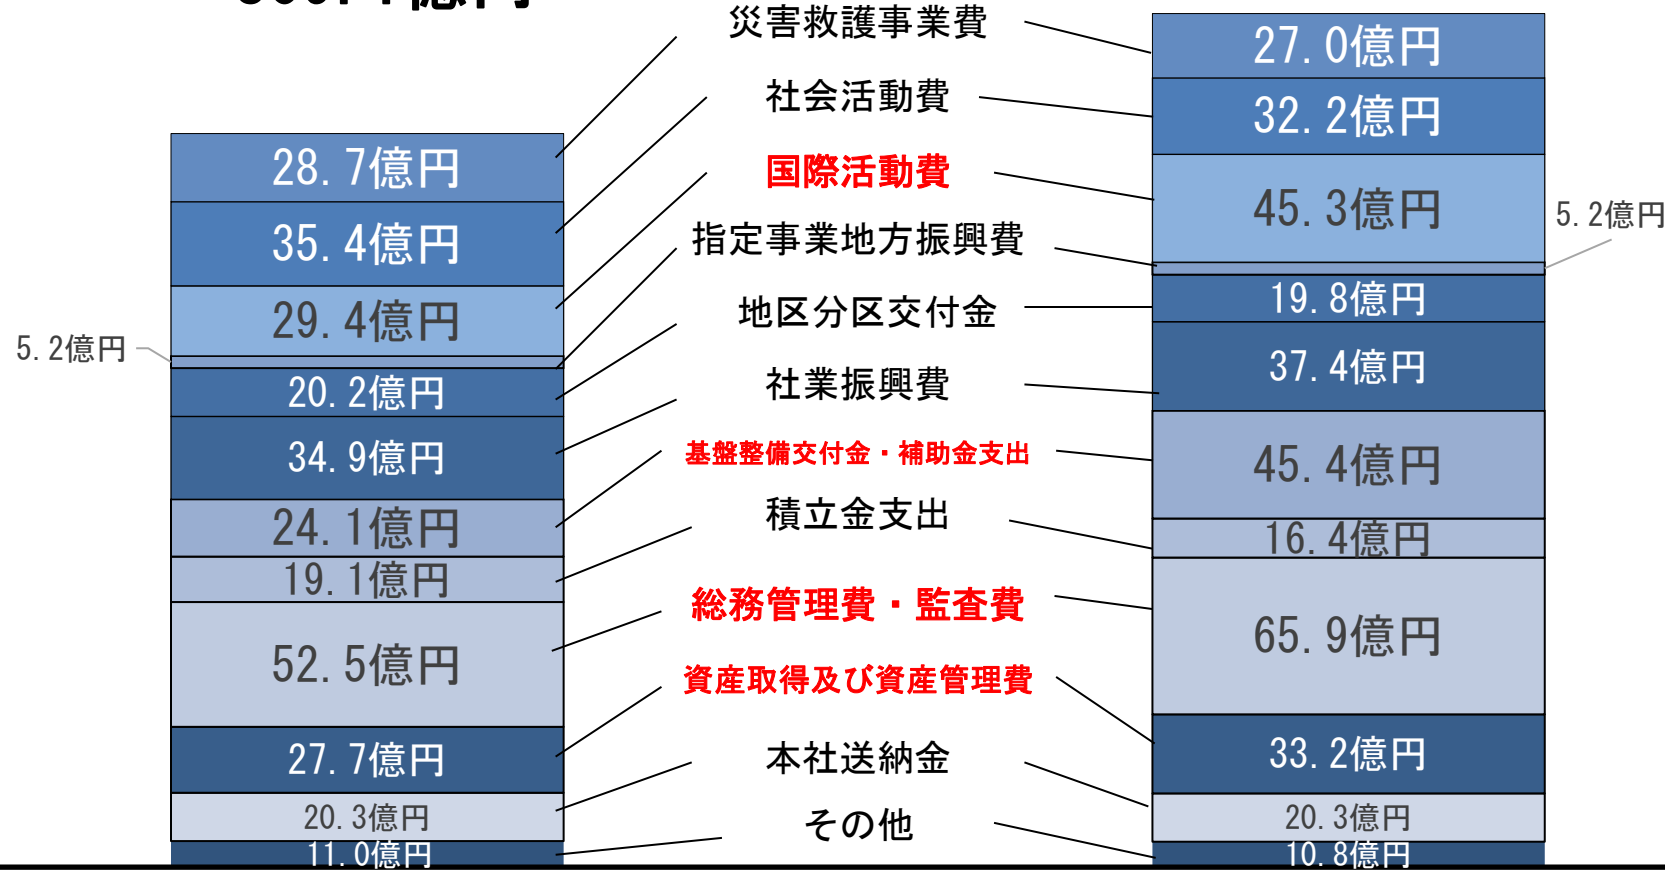 災害救護事業費
社会活動費
国際活動費
指定事業地方振興費
地区分区交付金
社業振興費
基盤整備交付金・補助金支出
積立金支出
総務管理費・監査費
資産取得及び資産管理費
本社送納金
その他
28.7億円
35.4億円
29.4億円
5.2億円
20.2億円
34.9億円
24.1億円
19.1億円
52.5億円
27.7億円
20.3億円
11.0億円
27.0億円
32.2億円
45.3億円
5.2億円
19.8億円
37.4億円
45.4億円
16.4億円
65.9億円
33.2億円
20.3億円
10.8億円